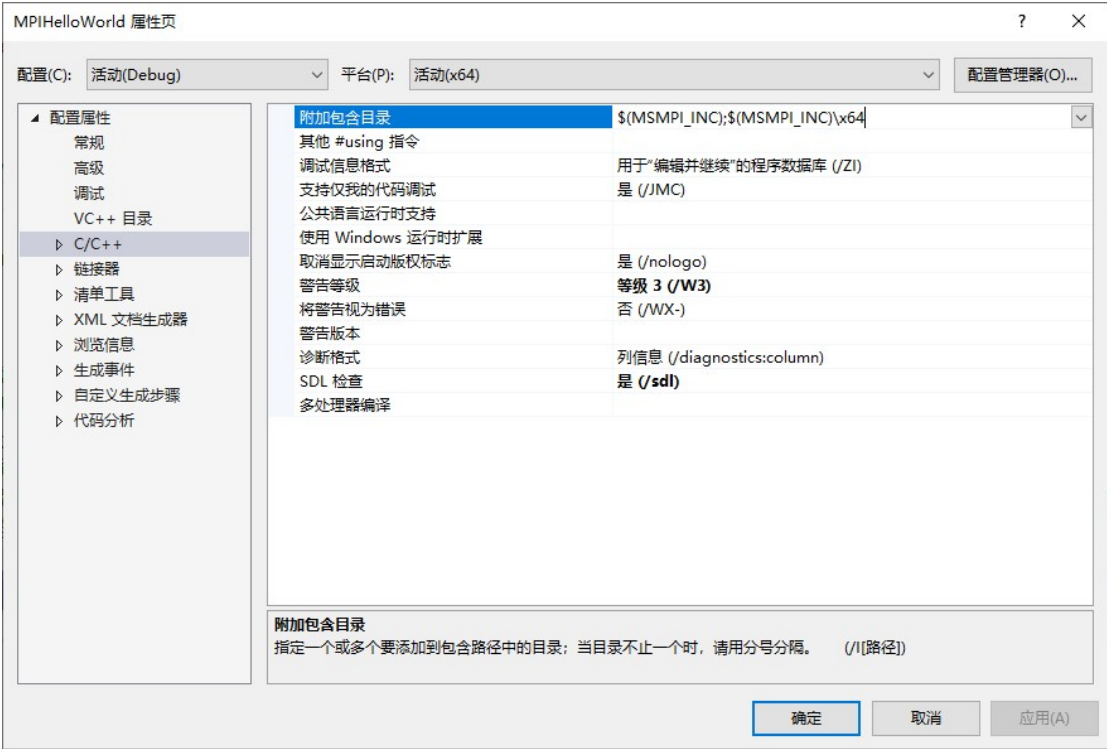 MPIHelloWorld 属性页
配置(C): 活动(Debug) 平台(P): 活动(x64) 配置管理器(O)...
配置属性
常规
高级
调试
VC++ 目录
C/C++
链接器
清单工具
XML 文档生成器
浏览信息
生成事件
自定义生成步骤
代码分析
附加包含目录 $(MSMPI_INC);$(MSMPI_INC)\x64
其他 #using 指令
调试信息格式 用于“编辑并继续”的程序数据库 (/ZI)
支持仅我的代码调试 是 (/JMC)
公共语言运行时支持
使用 Windows 运行时扩展
取消显示启动版权标志 是 (/nologo)
警告等级 等级 3 (/W3)
将警告视为错误 否 (/WX-)
警告版本
诊断格式 列信息 (/diagnostics:column)
SDL 检查 是 (/sdl)
多处理器编译
附加包含目录
指定一个或多个要添加到包含路径中的目录；当目录不止一个时，请用分号分隔。 (/I[路径])
确定 取消 应用(A)